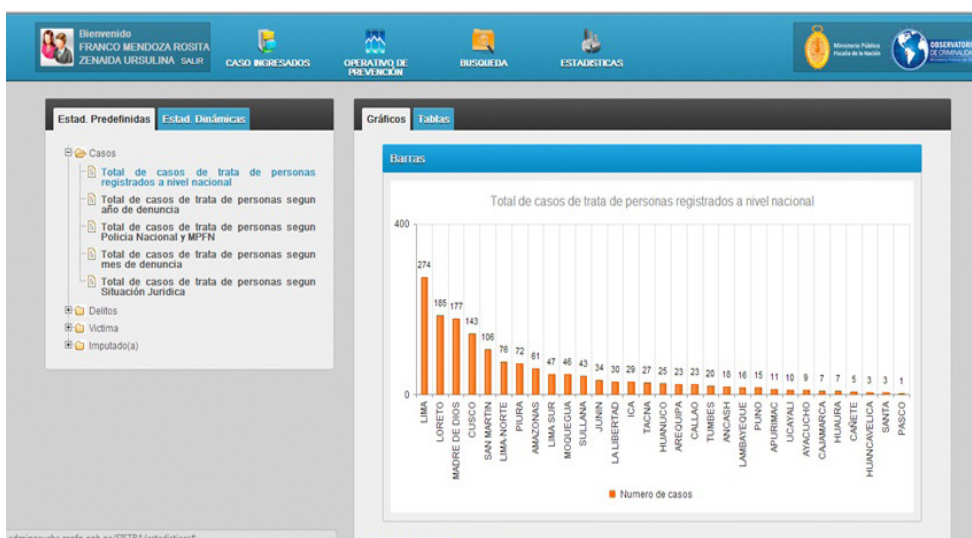 Bienvenido
FRANCO MENDOZA ROSITA
ZENAIDA URSULINA SALIR
CASO INGRESADOS
OPERATIVO DE
PREVENCIÓN
BUSQUEDA
ESTADISTICAS
Ministerio Público
Fiscalía de la Nación
OBSERVATORI
DE CRIMINALIDA
Estad. Predefinidas
Estad. Dinámicas
Casos
Total de casos de trata de personas
registrados a nivel nacional
Total de casos de trata de personas segun
año de denuncia
Total de casos de trata de personas segun
Policia Nacional y MPFN
Total de casos de trata de personas segun
mes de denuncia
Total de casos de trata de personas segun
Situación Juridica
Delitos
Victima
Imputado(a)
Gráficos
Tablas
Barras
Total de casos de trata de personas registrados a nivel nacional
400
274
185
177
143
106
76
72
61
47
46
43
34
30
29
27
25
23
23
20
18
16
15
11
10
9
7
7
5
3
3
1
0
LIMA
LORETO
MADRE DE DIOS
CUSCO
SAN MARTIN
LIMA NORTE
PIURA
AMAZONAS
LIMA SUR
MOQUEGUA
SULLANA
JUNIN
LA LIBERTAD
ICA
TACNA
HUANUCO
AREQUIPA
CALLAO
TUMBES
ANCASH
LAMBAYEQUE
PUNO
APURIMAC
UCAYALI
AYACUCHO
CAJAMARCA
HUAURA
CAÑETE
HUANCAVELICA
SANTA
PASCO
Numero de casos